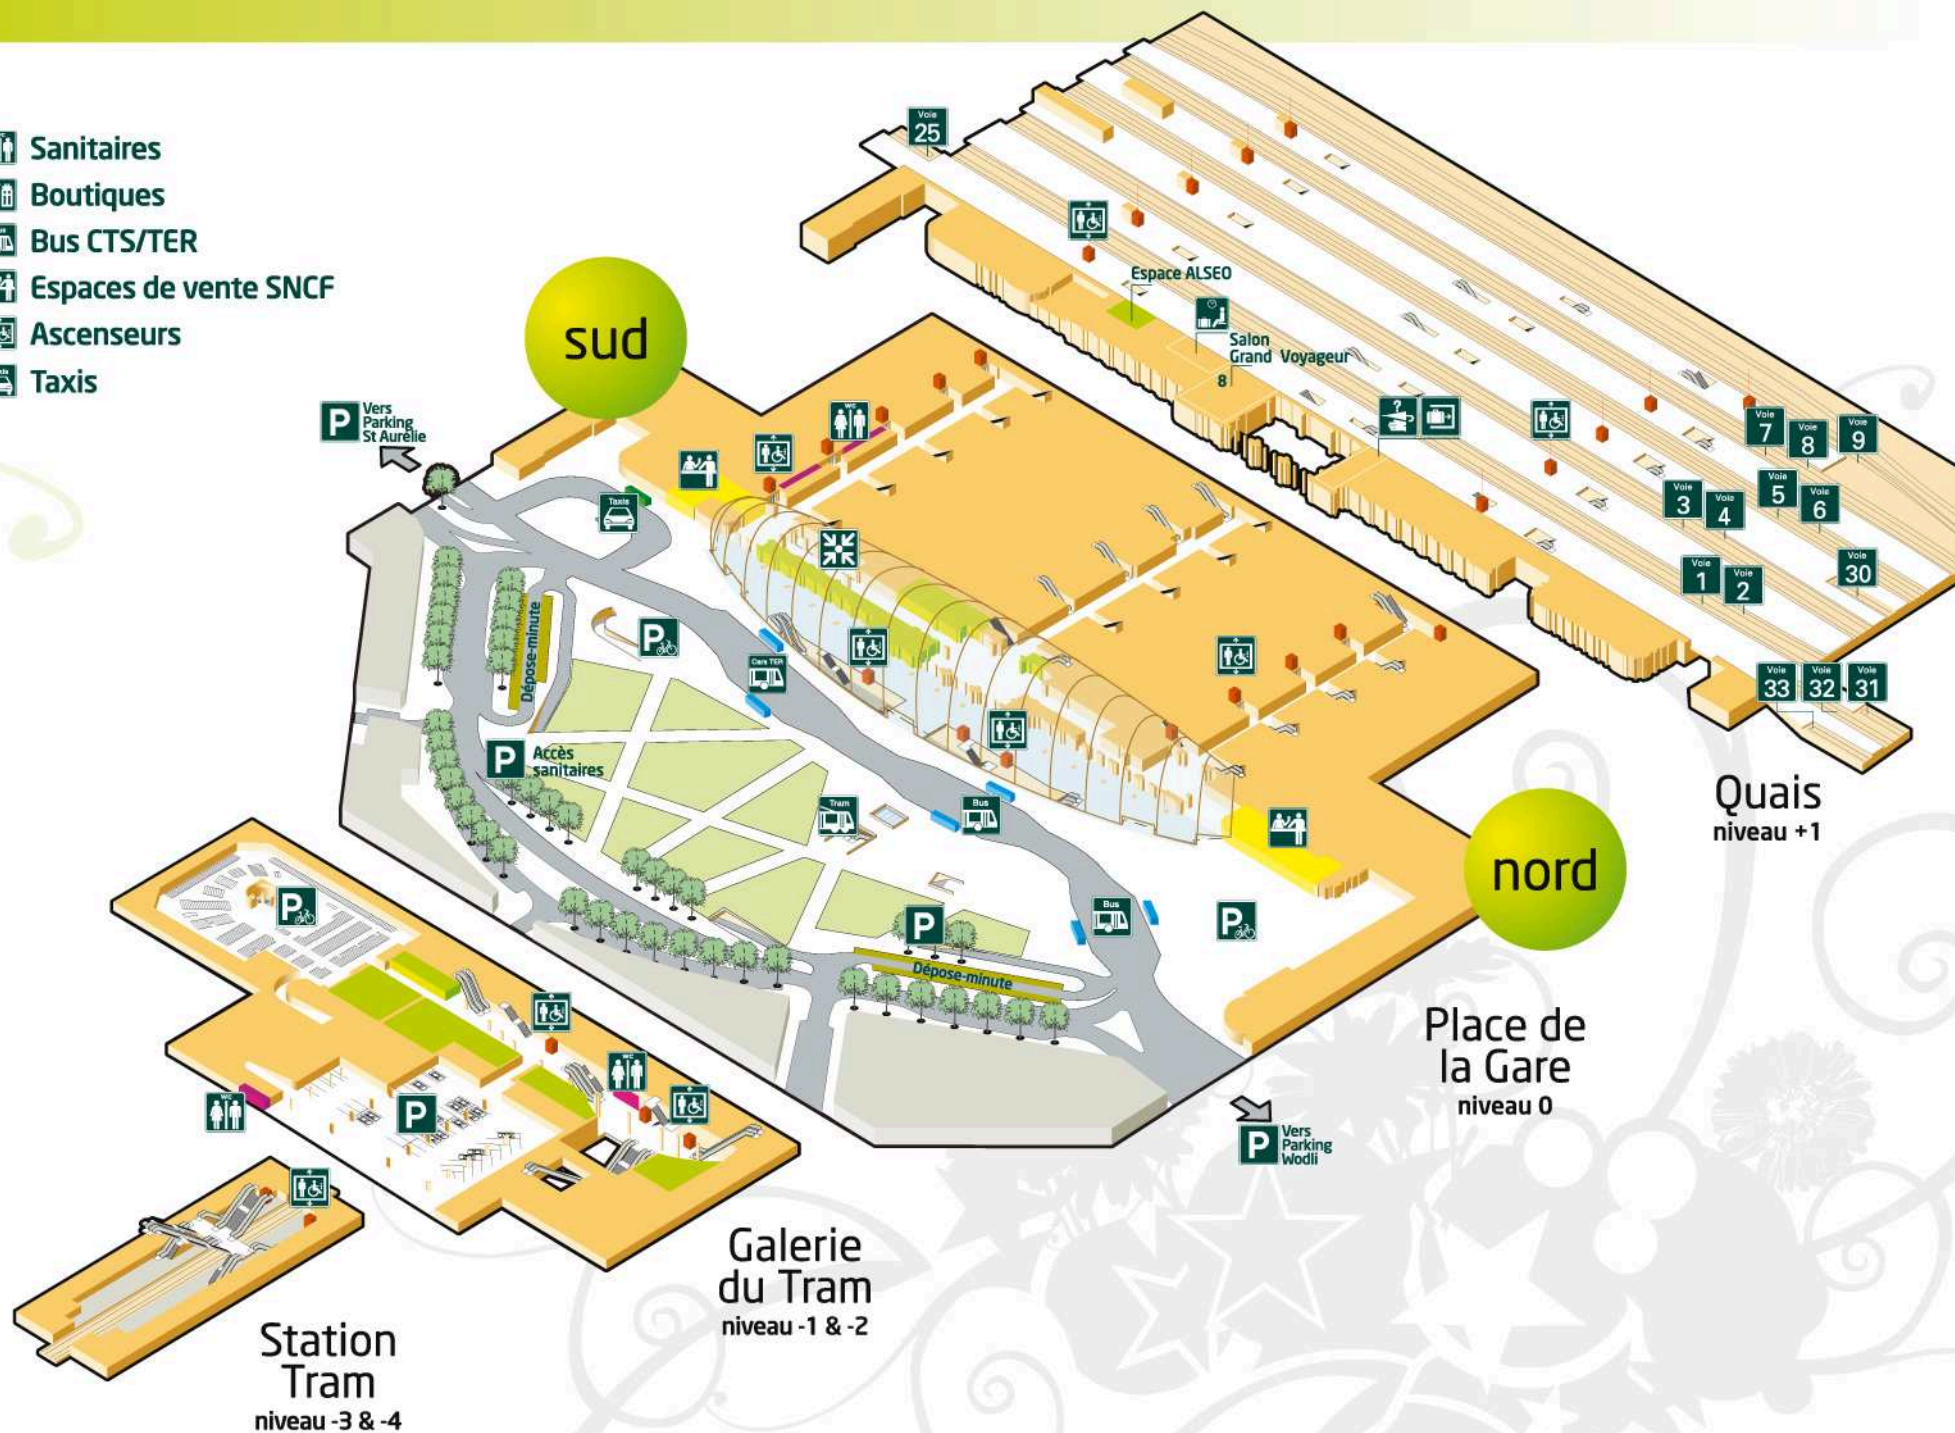 Sanitaires
Boutiques
Bus CTS/TER
Espaces de vente SNCF
Ascenseurs
Taxis
sud
P
Vers
Parking
St Aurélie
Voie
25
Espace ALSEO
Salon
Grand Voyageur
8
?
Voie
7
Voie
8
Voie
9
Voie
3
Voie
4
Voie
5
Voie
6
Voie
1
Voie
2
Voie
30
Voie
33
Voie
32
Voie
31
Quais
niveau +1
WC
Taxis
Dépose-minute
P
Cars TER
P
Accès
sanitaires
Tram
Bus
Bus
P
P
Dépose-minute
nord
Place de
la Gare
niveau 0
P
Vers
Parking
Wodli
P
WC
WC
P
Galerie
du Tram
niveau -1 & -2
Station
Tram
niveau -3 & -4